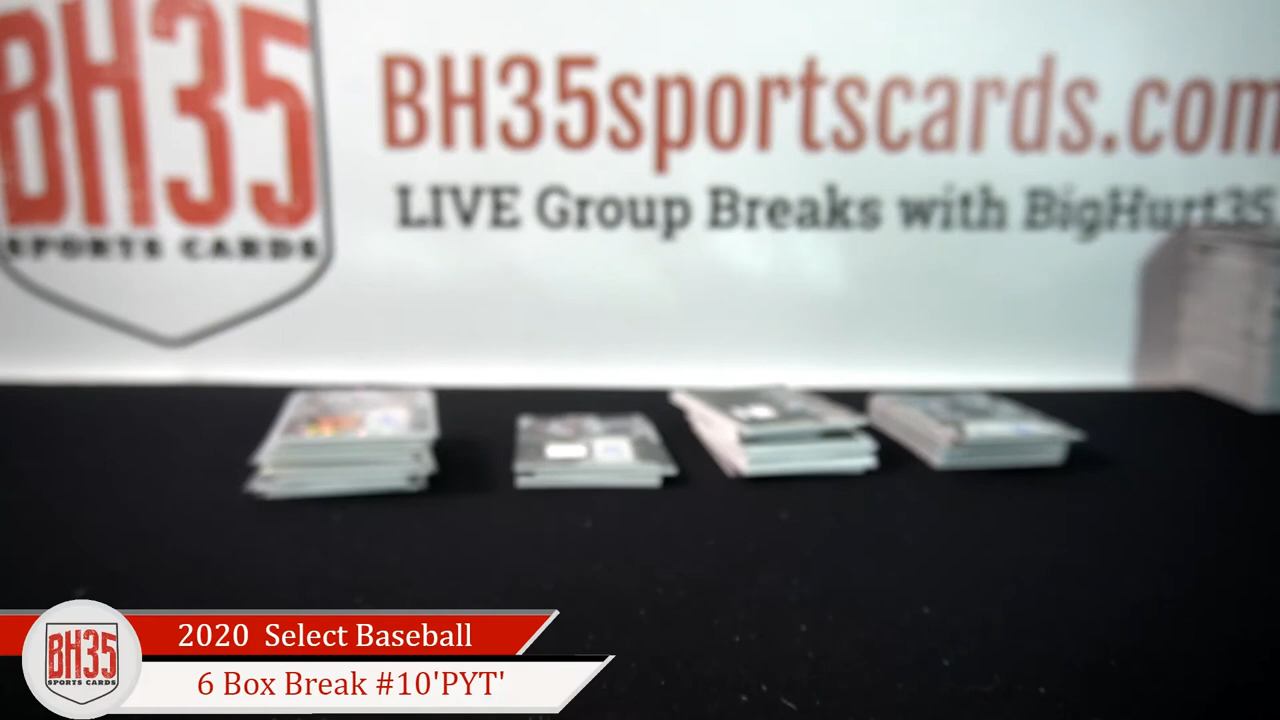 BH35
SPORTS CARDS
BH35sportscards.com
LIVE Group Breaks with BigHurt35
2020 Select Baseball
6 Box Break #10'PYT'
BH35
SPORTS CARDS